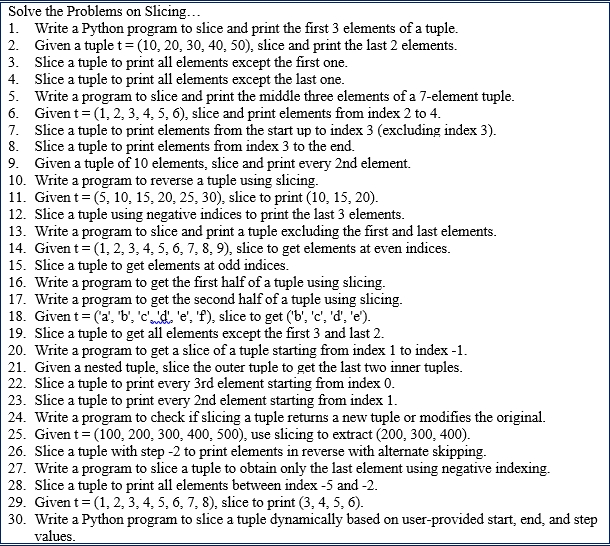 Solve the Problems on Slicing…
1. Write a Python program to slice and print the first 3 elements of a tuple.
2. Given a tuple t = (10, 20, 30, 40, 50), slice and print the last 2 elements.
3. Slice a tuple to print all elements except the first one.
4. Slice a tuple to print all elements except the last one.
5. Write a program to slice and print the middle three elements of a 7-element tuple.
6. Given t = (1, 2, 3, 4, 5, 6), slice and print elements from index 2 to 4.
7. Slice a tuple to print elements from the start up to index 3 (excluding index 3).
8. Slice a tuple to print elements from index 3 to the end.
9. Given a tuple of 10 elements, slice and print every 2nd element.
10. Write a program to reverse a tuple using slicing.
11. Given t = (5, 10, 15, 20, 25, 30), slice to print (10, 15, 20).
12. Slice a tuple using negative indices to print the last 3 elements.
13. Write a program to slice and print a tuple excluding the first and last elements.
14. Given t = (1, 2, 3, 4, 5, 6, 7, 8, 9), slice to get elements at even indices.
15. Slice a tuple to get elements at odd indices.
16. Write a program to get the first half of a tuple using slicing.
17. Write a program to get the second half of a tuple using slicing.
18. Given t = ('a', 'b', 'c', 'd', 'e', 'f'), slice to get ('b', 'c', 'd', 'e').
19. Slice a tuple to get all elements except the first 3 and last 2.
20. Write a program to get a slice of a tuple starting from index 1 to index -1.
21. Given a nested tuple, slice the outer tuple to get the last two inner tuples.
22. Slice a tuple to print every 3rd element starting from index 0.
23. Slice a tuple to print every 2nd element starting from index 1.
24. Write a program to check if slicing a tuple returns a new tuple or modifies the original.
25. Given t = (100, 200, 300, 400, 500), use slicing to extract (200, 300, 400).
26. Slice a tuple with step -2 to print elements in reverse with alternate skipping.
27. Write a program to slice a tuple to obtain only the last element using negative indexing.
28. Slice a tuple to print all elements between index -5 and -2.
29. Given t = (1, 2, 3, 4, 5, 6, 7, 8), slice to print (3, 4, 5, 6).
30. Write a Python program to slice a tuple dynamically based on user-provided start, end, and step
values.